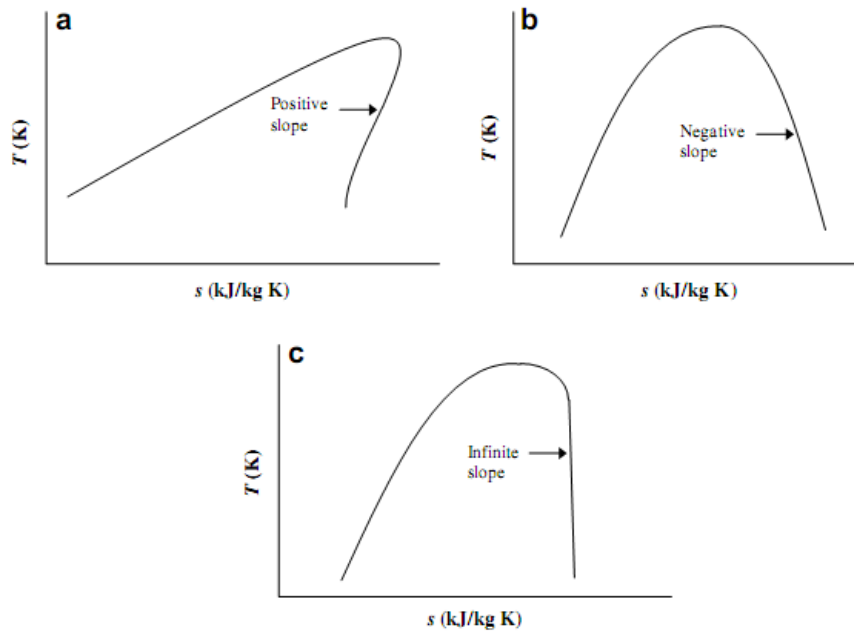 a
Positive
slope
T (K)
s (kJ/kg K)
b
Negative
slope
T (K)
s (kJ/kg K)
c
Infinite
slope
T (K)
s (kJ/kg K)